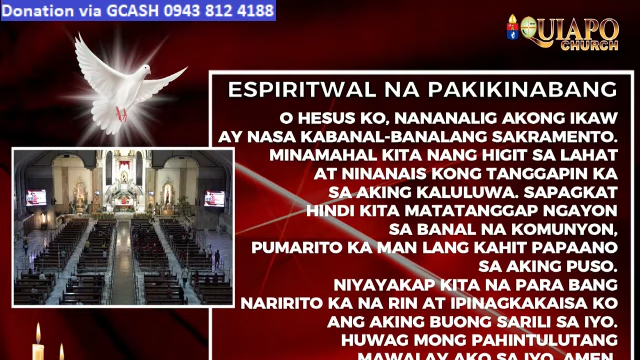 Donation via GCASH 0943 812 4188
QUIAPO
CHURCH
ESPIRITWAL NA PAKIKINABANG
O HESUS KO, NANANALIG AKONG IKAW
AY NASA KABANAL-BANALANG SAKRAMENTO.
MINAMAHAL KITA NANG HIGIT SA LAHAT
AT NINANAIS KONG TANGGAPIN KA
SA AKING KALULUWA. SAPAGKAT
HINDI KITA MATATANGGAP NGAYON
SA BANAL NA KOMUNYON,
PUMARITO KA MAN LANG KAHIT PAPAANO
SA AKING PUSO.
NIYAYAKAP KITA NA PARA BANG
NARIRITO KA NA RIN AT IPINAGKAKAISA KO
ANG AKING BUONG SARILI SA IYO.
HUWAG MONG PAHINTULUTANG
MAWALAY AKO SA IYO. AMEN.